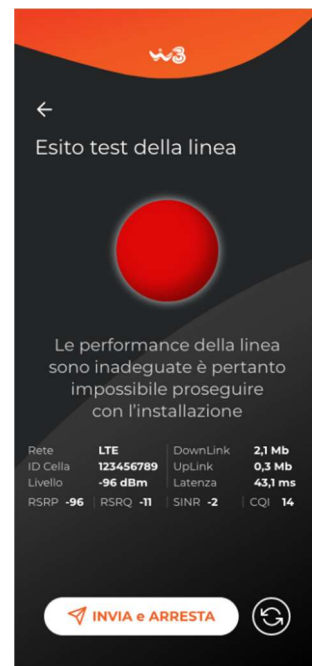 W3
Esito test della linea
Le performance della linea
sono inadeguate è pertanto
impossibile proseguire
con l'installazione
Rete LTE DownLink 2,1 Mb
ID Cella 123456789 UpLink 0,3 Mb
Livello -96 dBm Latenza 43,1 ms
RSRP -96 RSRQ -11 SINR -2 CQI 14
INVIA e ARRESTA